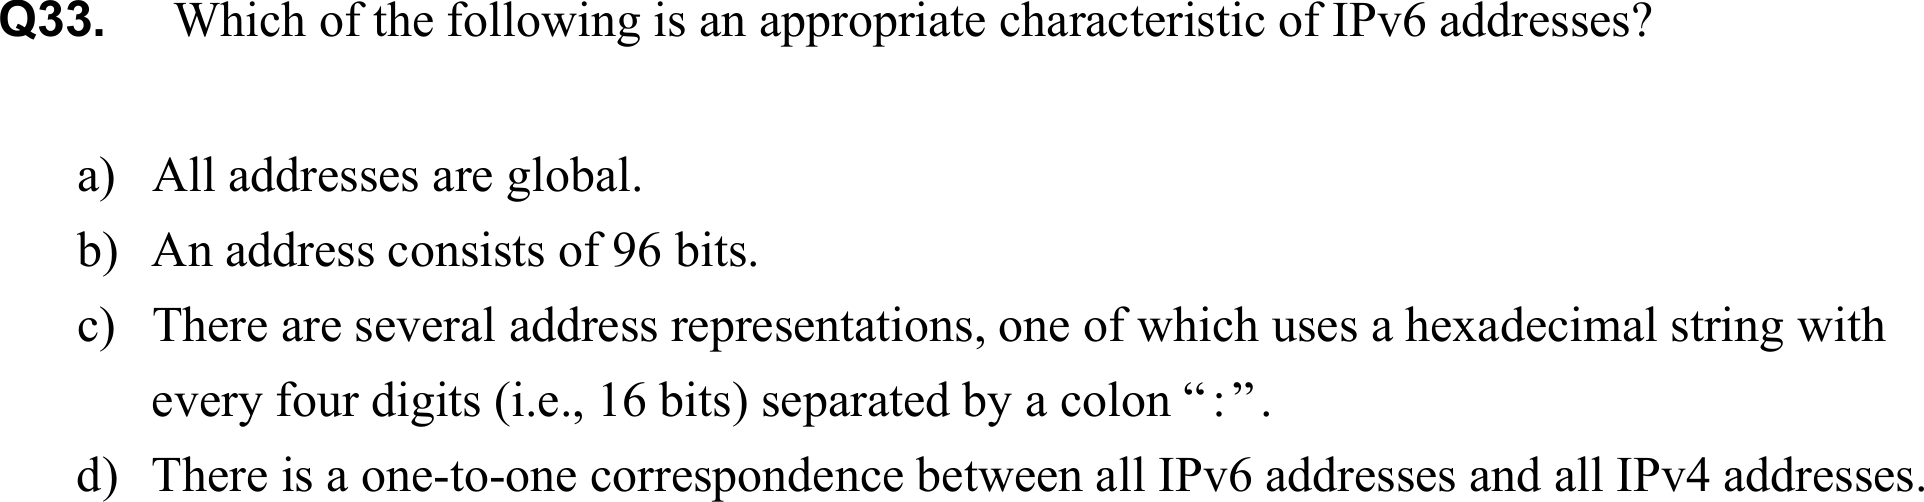 Q33. Which of the following is an appropriate characteristic of IPv6 addresses?
a) All addresses are global.
b) An address consists of 96 bits.
c) There are several address representations, one of which uses a hexadecimal string with
every four digits (i.e., 16 bits) separated by a colon “:”.
d) There is a one-to-one correspondence between all IPv6 addresses and all IPv4 addresses.